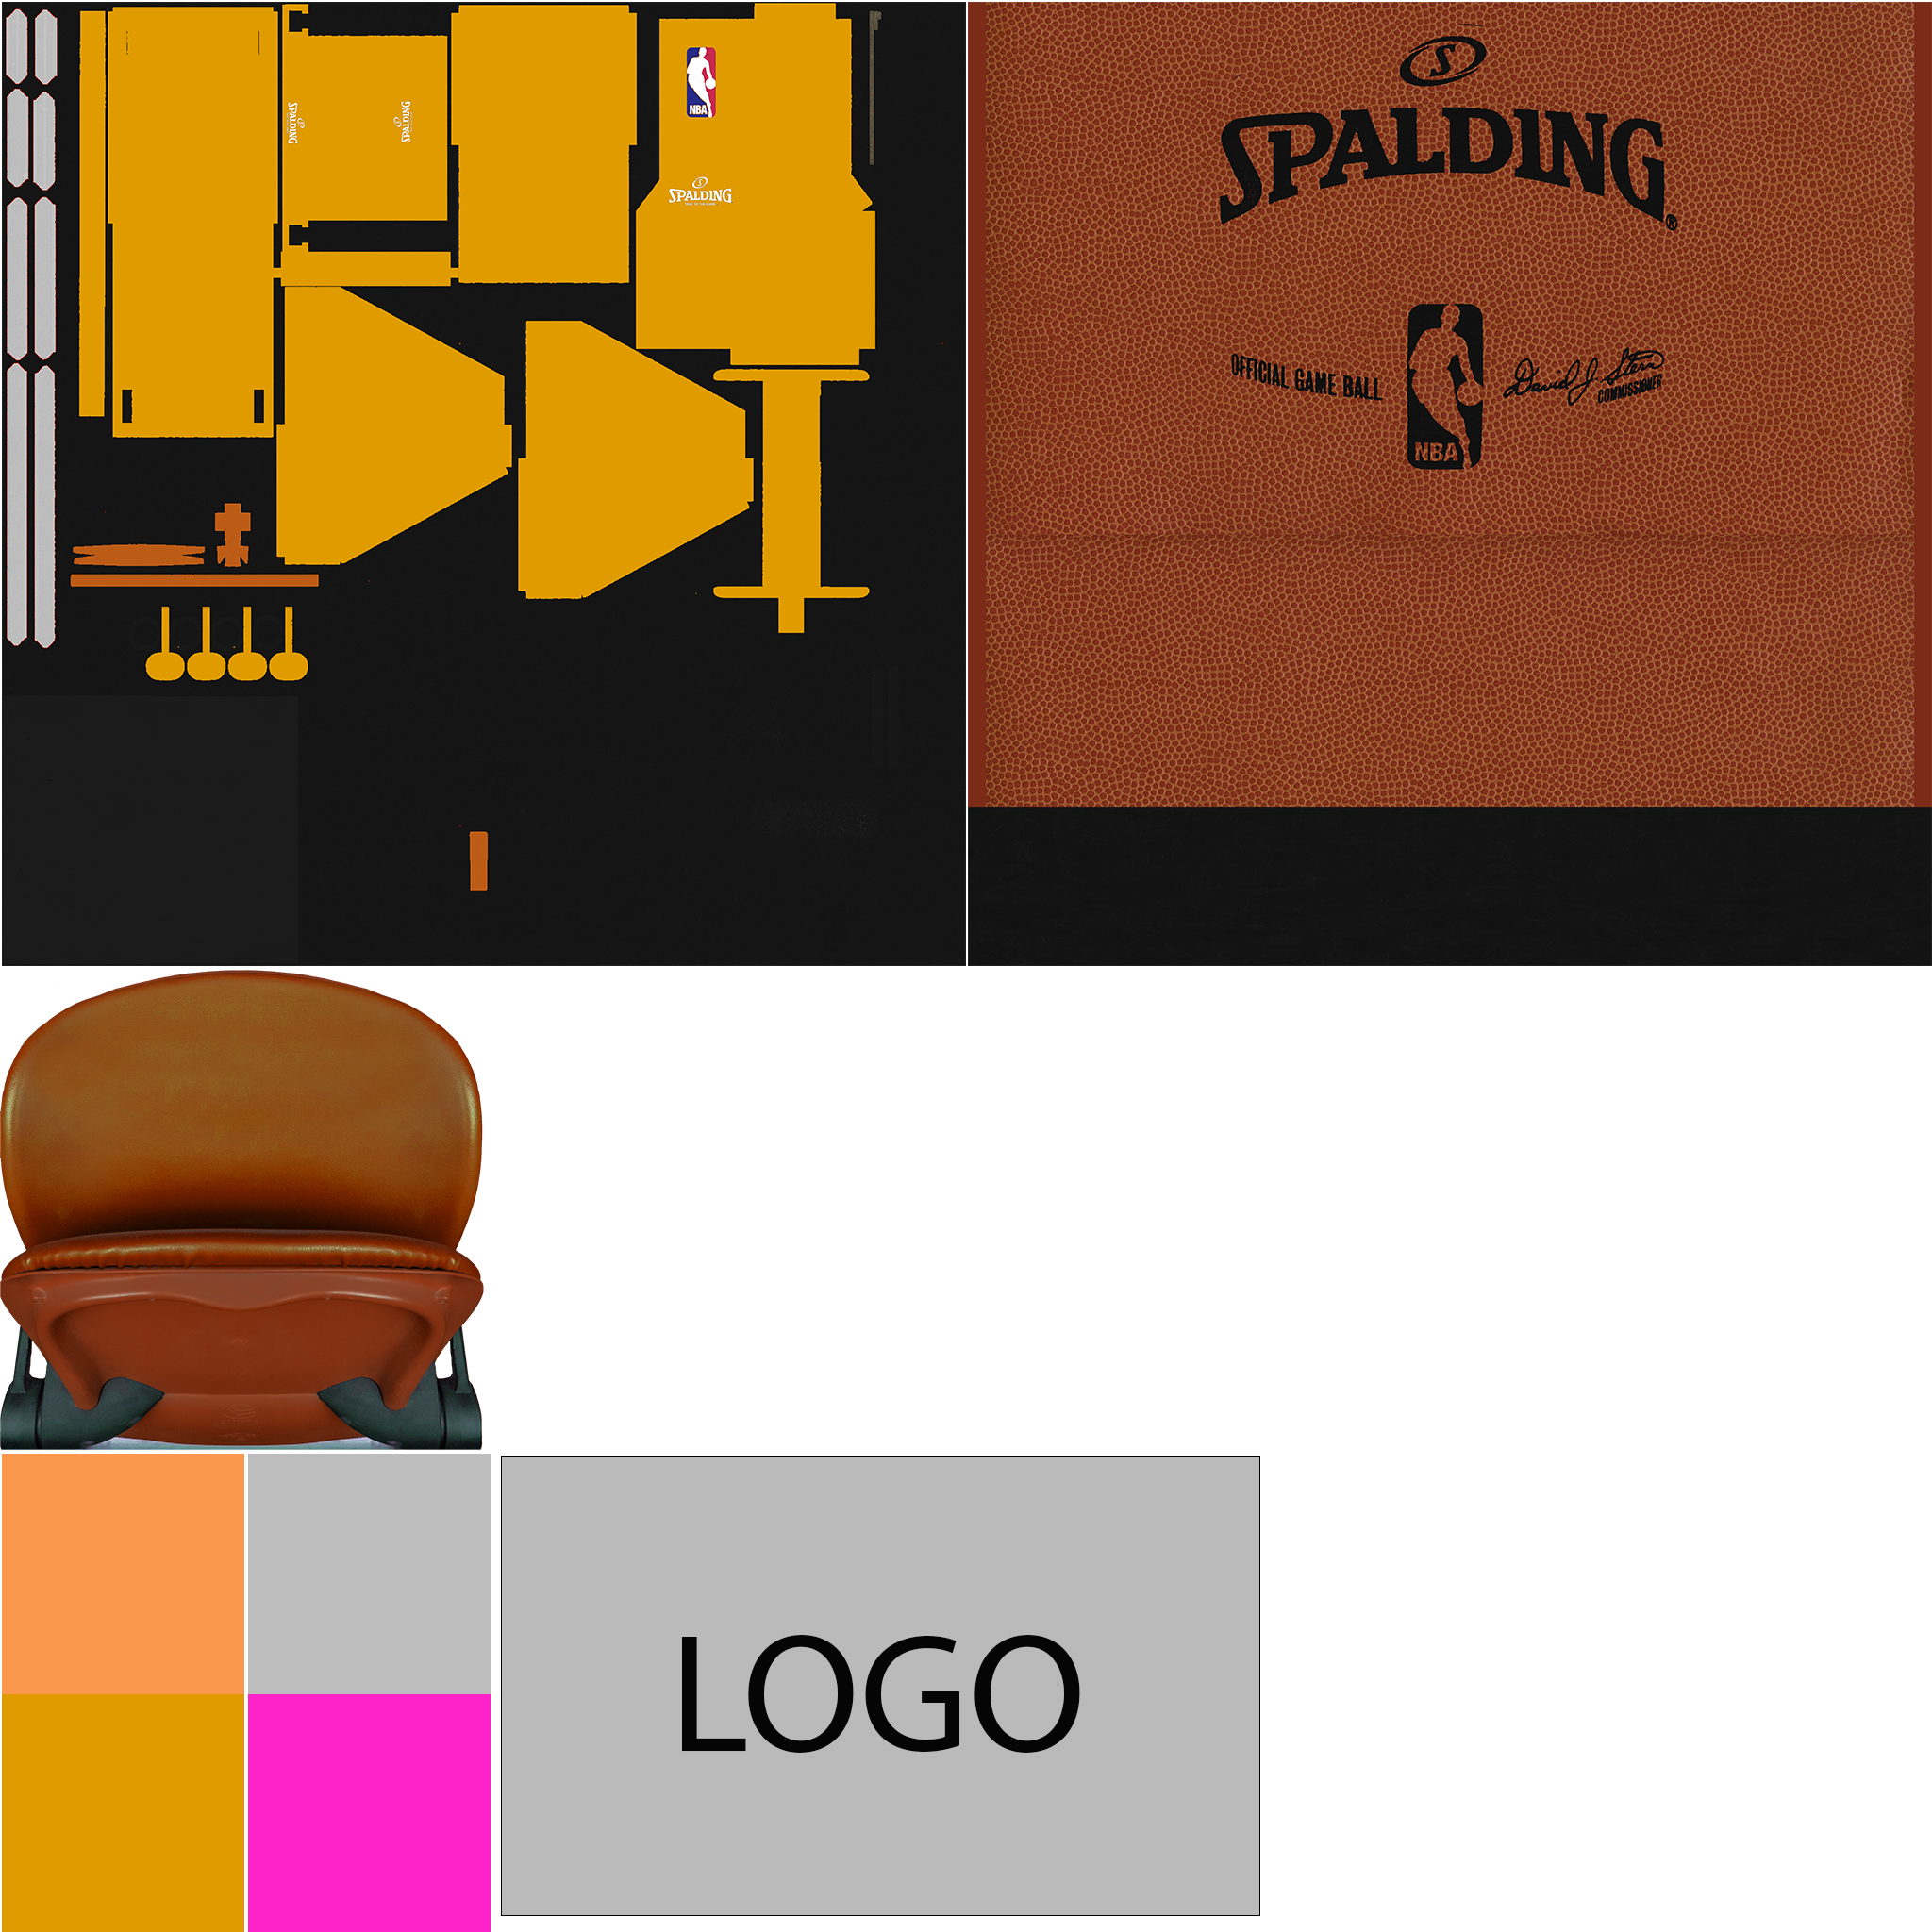 NBA
SPALDING
SPALDING
SPALDING
S
SPALDING®
OFFICIAL GAME BALL
NBA
David J. Stern
COMMISSIONER
LOGO